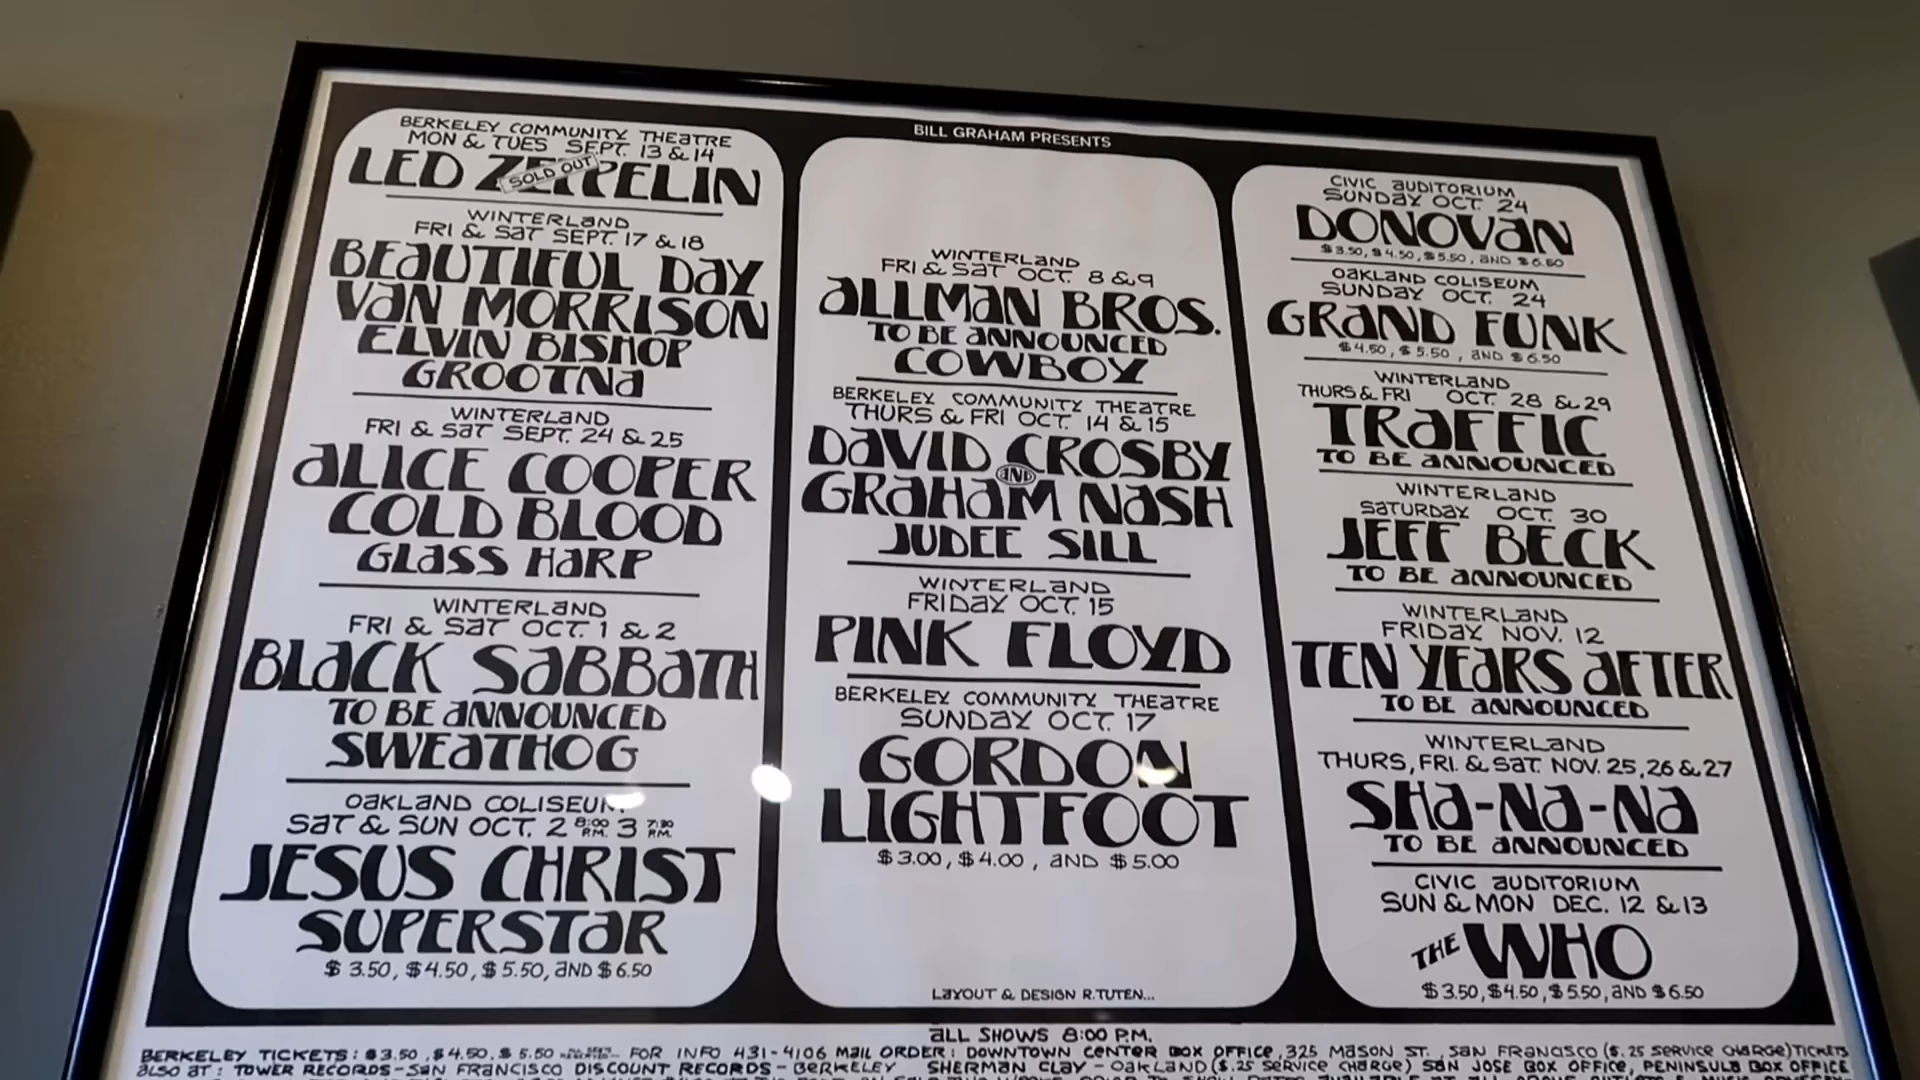 BILL GRAHAM PRESENTS
BERKELEY COMMUNITY THEATRE
MON & TUES SEPT. 13 & 14
LED ZEPPELIN
SOLD OUT
WINTERLAND
FRI & SAT SEPT. 17 & 18
BEAUTIFUL DAY
VAN MORRISON
ELVIN BISHOP
GROOTNA
WINTERLAND
FRI & SAT SEPT. 24 & 25
ALICE COOPER
COLD BLOOD
GLASS HARP
WINTERLAND
FRI & SAT OCT. 1 & 2
BLACK SABBATH
TO BE ANNOUNCED
SWEATHOG
OAKLAND COLISEUM
SAT & SUN OCT. 2 8:00 P.M. 3 7:30 P.M.
JESUS CHRIST
SUPERSTAR
$3.50, $4.50, $5.50, AND $6.50
WINTERLAND
FRI & SAT OCT. 8 & 9
ALLMAN BROS.
TO BE ANNOUNCED
COWBOY
BERKELEY COMMUNITY THEATRE
THURS & FRI OCT. 14 & 15
DAVID CROSBY
AND
GRAHAM NASH
JUDEE SILL
WINTERLAND
FRIDAY OCT. 15
PINK FLOYD
BERKELEY COMMUNITY THEATRE
SUNDAY OCT. 17
GORDON
LIGHTFOOT
$3.00, $4.00, AND $5.00
LAYOUT & DESIGN R.TUTEN...
CIVIC AUDITORIUM
SUNDAY OCT. 24
DONOVAN
$3.50, $4.50, $5.50, AND $6.50
OAKLAND COLISEUM
SUNDAY OCT. 24
GRAND FUNK
$4.50, $5.50, AND $6.50
WINTERLAND
THURS & FRI OCT. 28 & 29
TRAFFIC
TO BE ANNOUNCED
WINTERLAND
SATURDAY OCT. 30
JEFF BECK
TO BE ANNOUNCED
WINTERLAND
FRIDAY NOV. 12
TEN YEARS AFTER
TO BE ANNOUNCED
WINTERLAND
THURS, FRI. & SAT. NOV. 25, 26 & 27
SHA-NA-NA
TO BE ANNOUNCED
CIVIC AUDITORIUM
SUN & MON DEC. 12 & 13
THE WHO
$3.50, $4.50, $5.50, AND $6.50
ALL SHOWS 8:00 P.M.
BERKELEY TICKETS: $3.50, $4.50, $5.50 FOR INFO 431-4106 MAIL ORDER: DOWNTOWN CENTER BOX OFFICE, 325 MASON ST., SAN FRANCISCO ($.25 SERVICE CHARGE) TICKETS
ALSO AT: TOWER RECORDS-SAN FRANCISCO DISCOUNT RECORDS-BERKELEY SHERMAN CLAY-OAKLAND ($.25 SERVICE CHARGE) SAN JOSE BOX OFFICE, PENINSULA BOX OFFICE